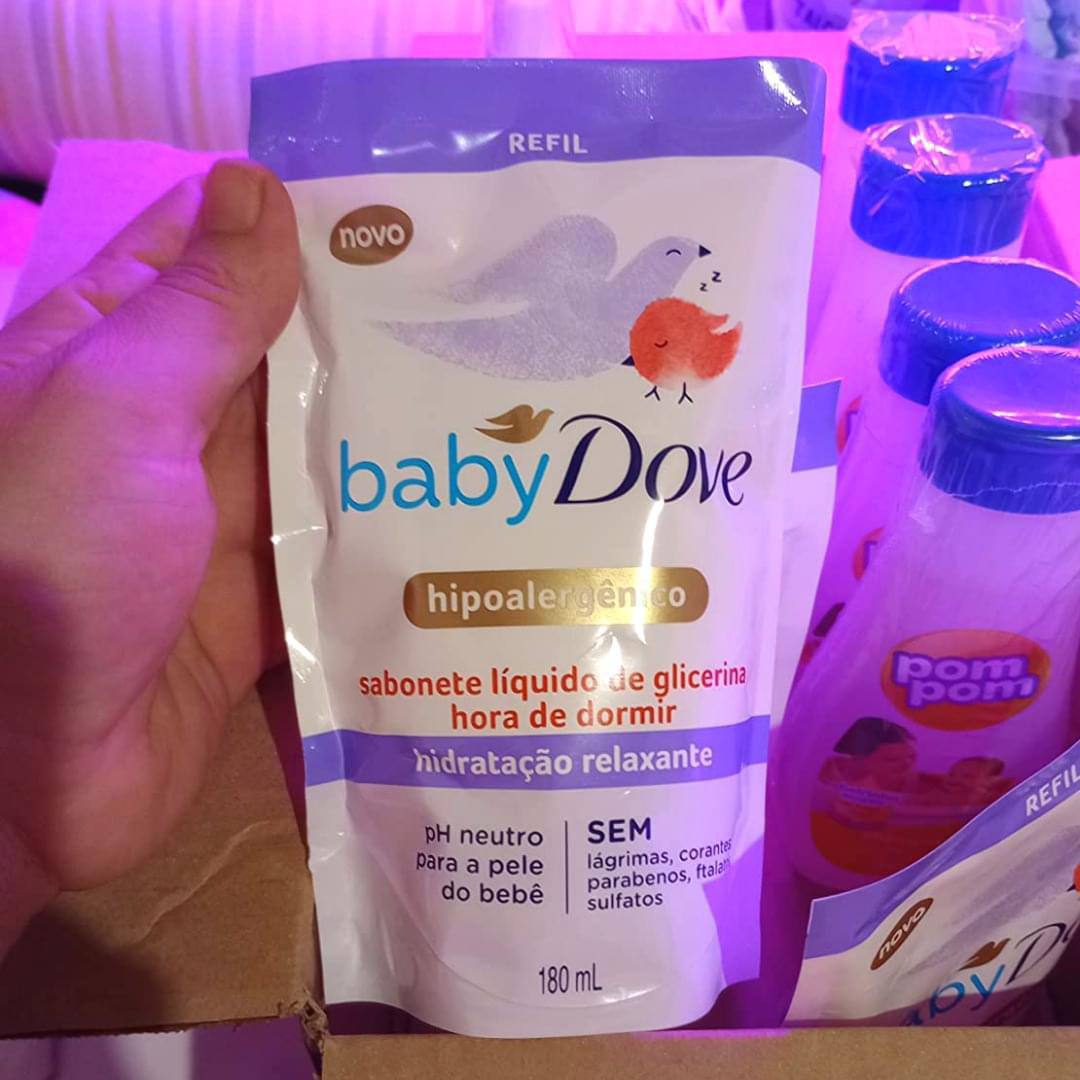 REFIL
novo
z z
baby Dove
hipoalergênico
sabonete líquido de glicerina
hora de dormir
hidratação relaxante
pH neutro
para a pele
do bebê
SEM
lágrimas, corantes
parabenos,
sulfatos
180 mL
pom
pom
REFIL
novo